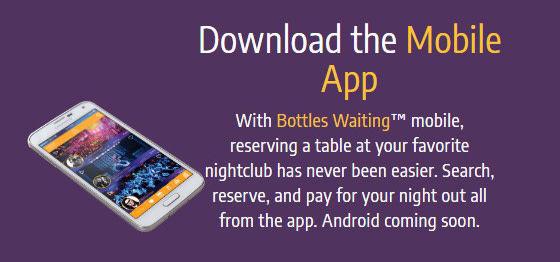 Download the Mobile
App
With Bottles Waiting™ mobile,
reserving a table at your favorite
nightclub has never been easier. Search,
reserve, and pay for your night out all
from the app. Android coming soon.